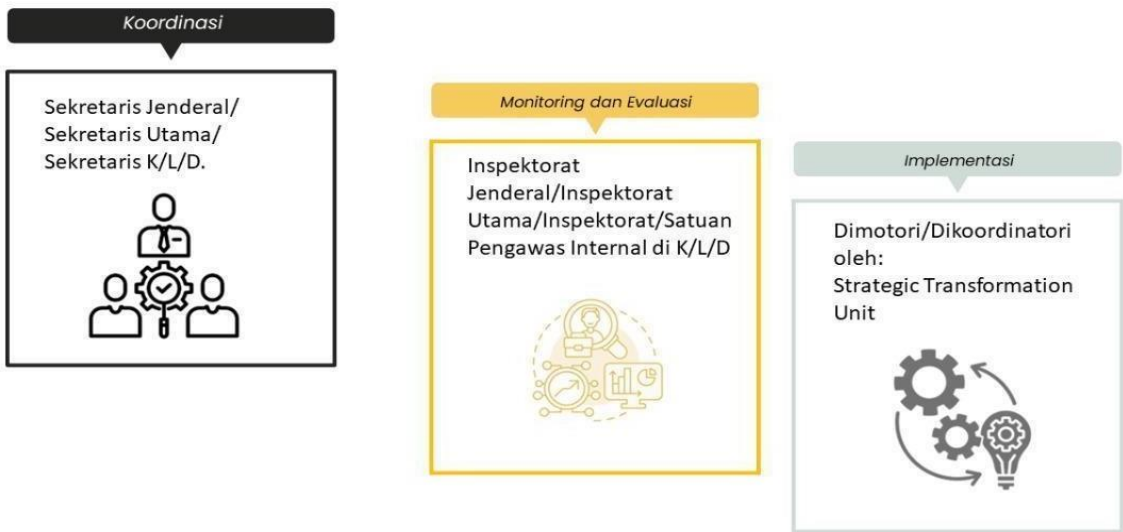 Koordinasi
Sekretaris Jenderal/
Sekretaris Utama/
Sekretaris K/L/D.
Monitoring dan Evaluasi
Inspektorat
Jenderal/Inspektorat
Utama/Inspektorat/Satuan
Pengawas Internal di K/L/D
Implementasi
Dimotori/Dikoordinatori
oleh:
Strategic Transformation
Unit